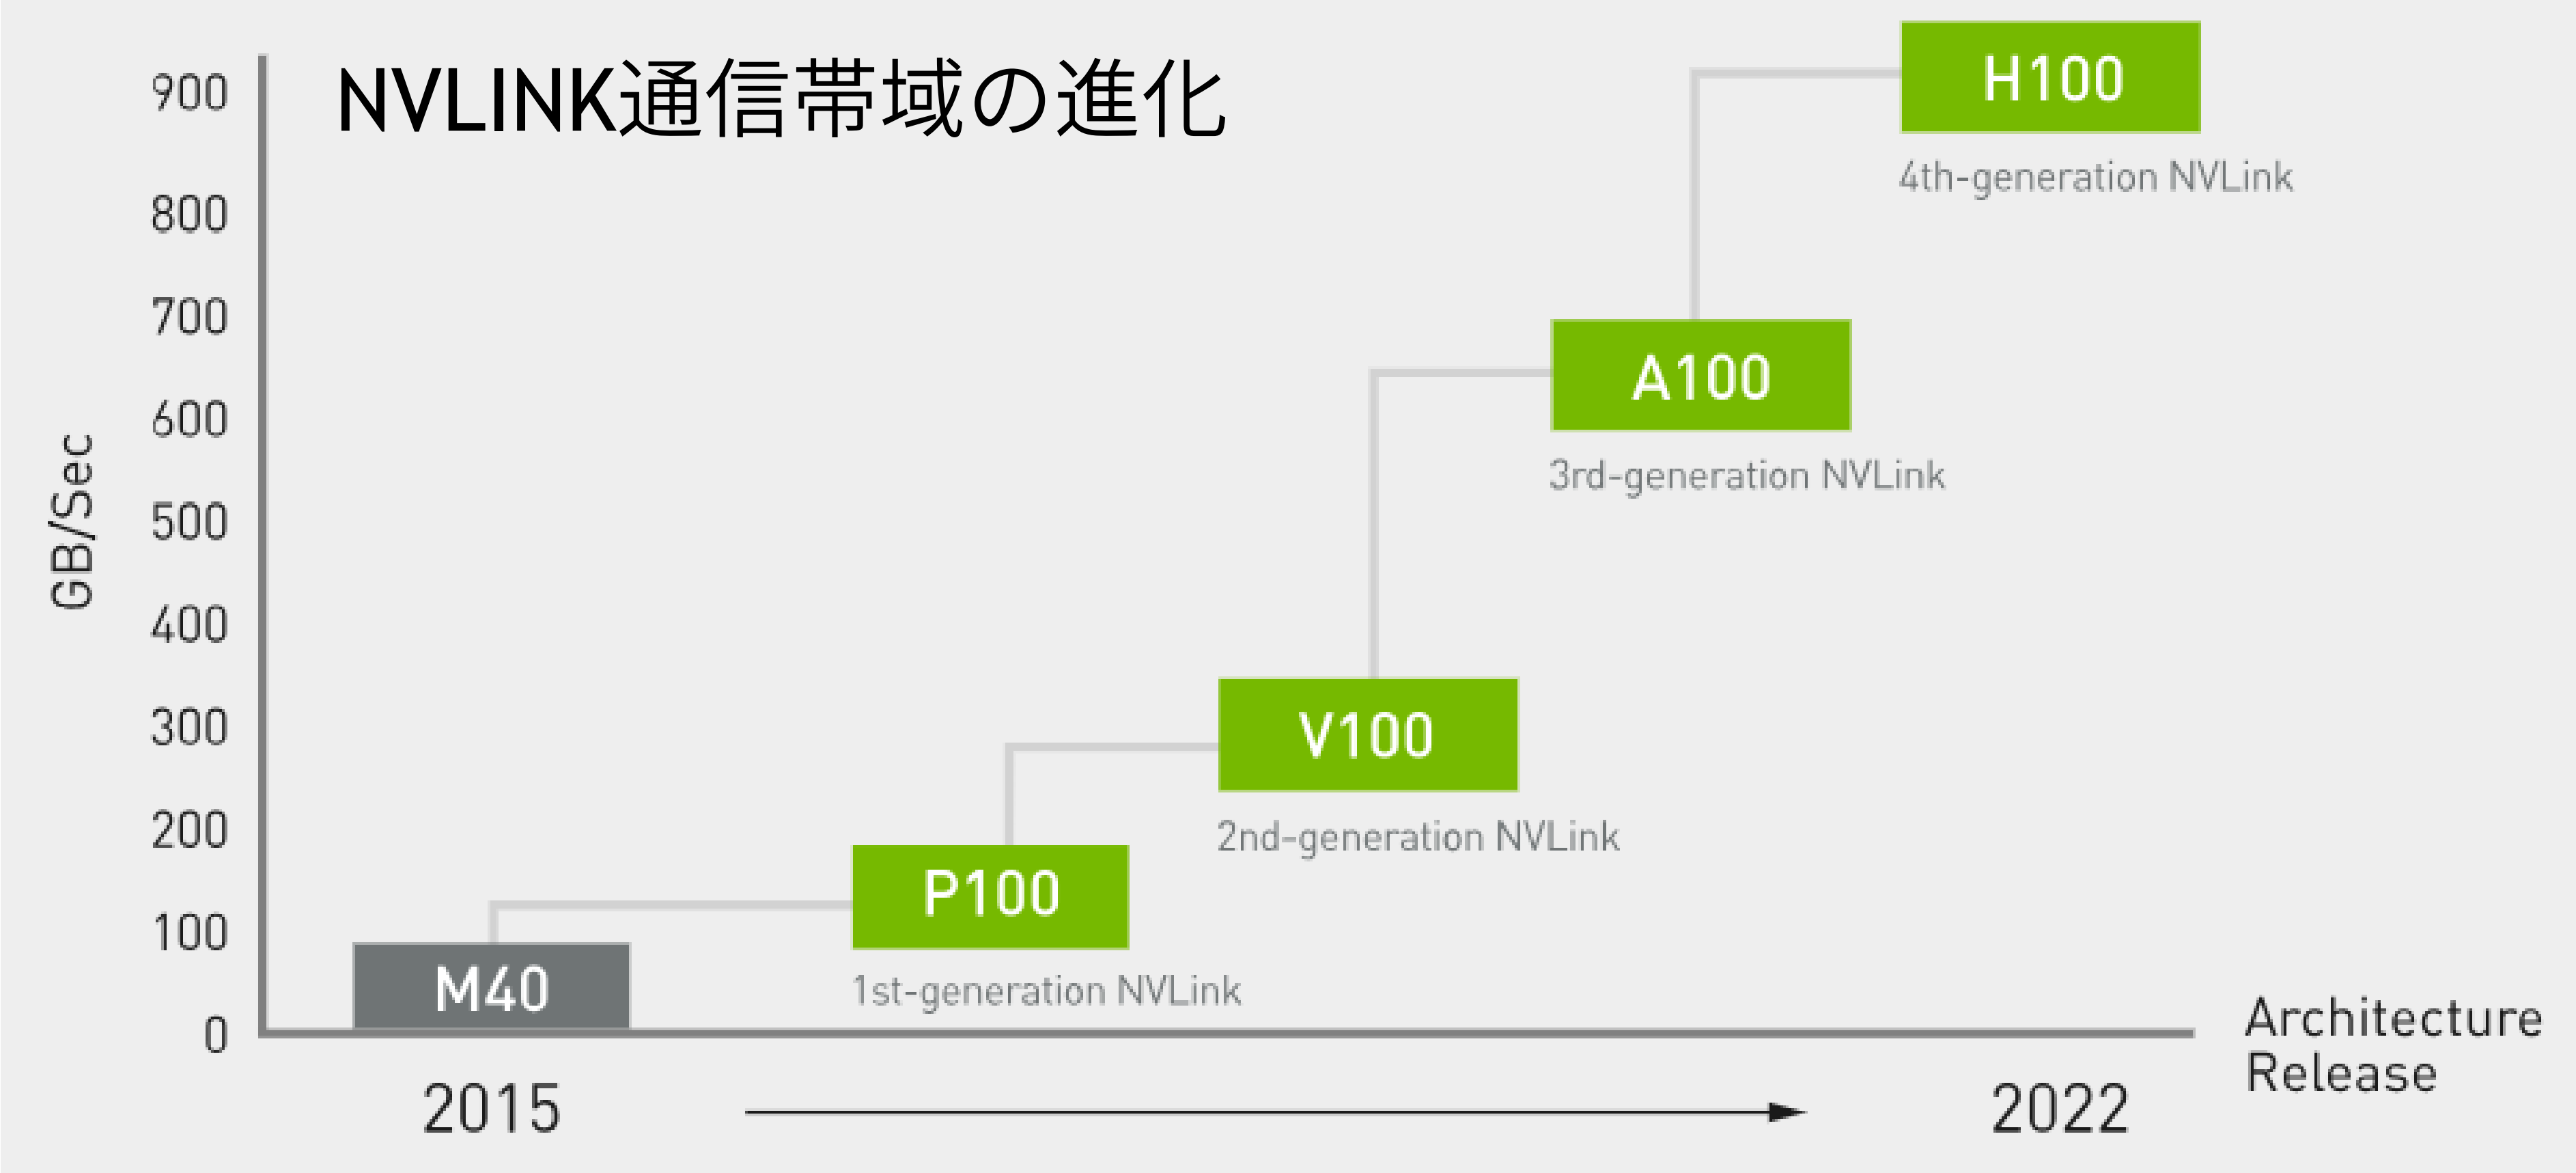 NVLINK通信帯域の進化
GB/Sec
900
800
700
600
500
400
300
200
100
0
H100
4th-generation NVLink
A100
3rd-generation NVLink
V100
2nd-generation NVLink
P100
1st-generation NVLink
M40
2015
2022
Architecture
Release